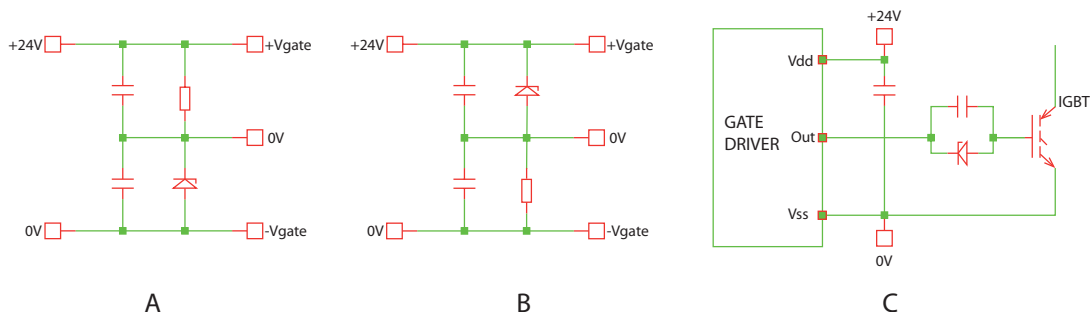 +24V
+Vgate
0V
0V
-Vgate
A
+24V
+Vgate
0V
0V
-Vgate
B
+24V
Vdd
GATE
DRIVER
Out
IGBT
Vss
0V
C